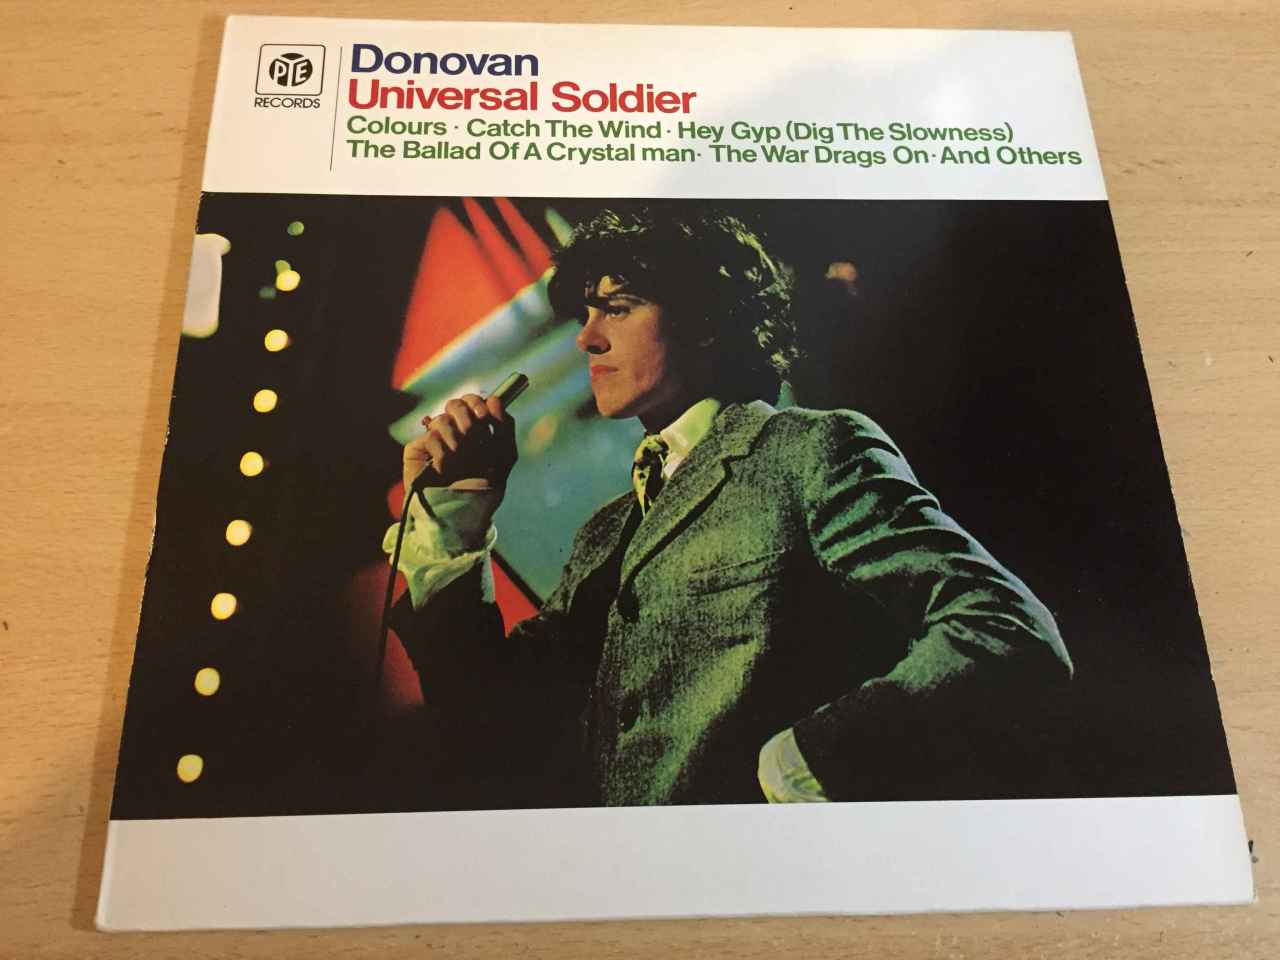 PYE
RECORDS
Donovan
Universal Soldier
Colours · Catch The Wind · Hey Gyp (Dig The Slowness)
The Ballad Of A Crystal man · The War Drags On · And Others